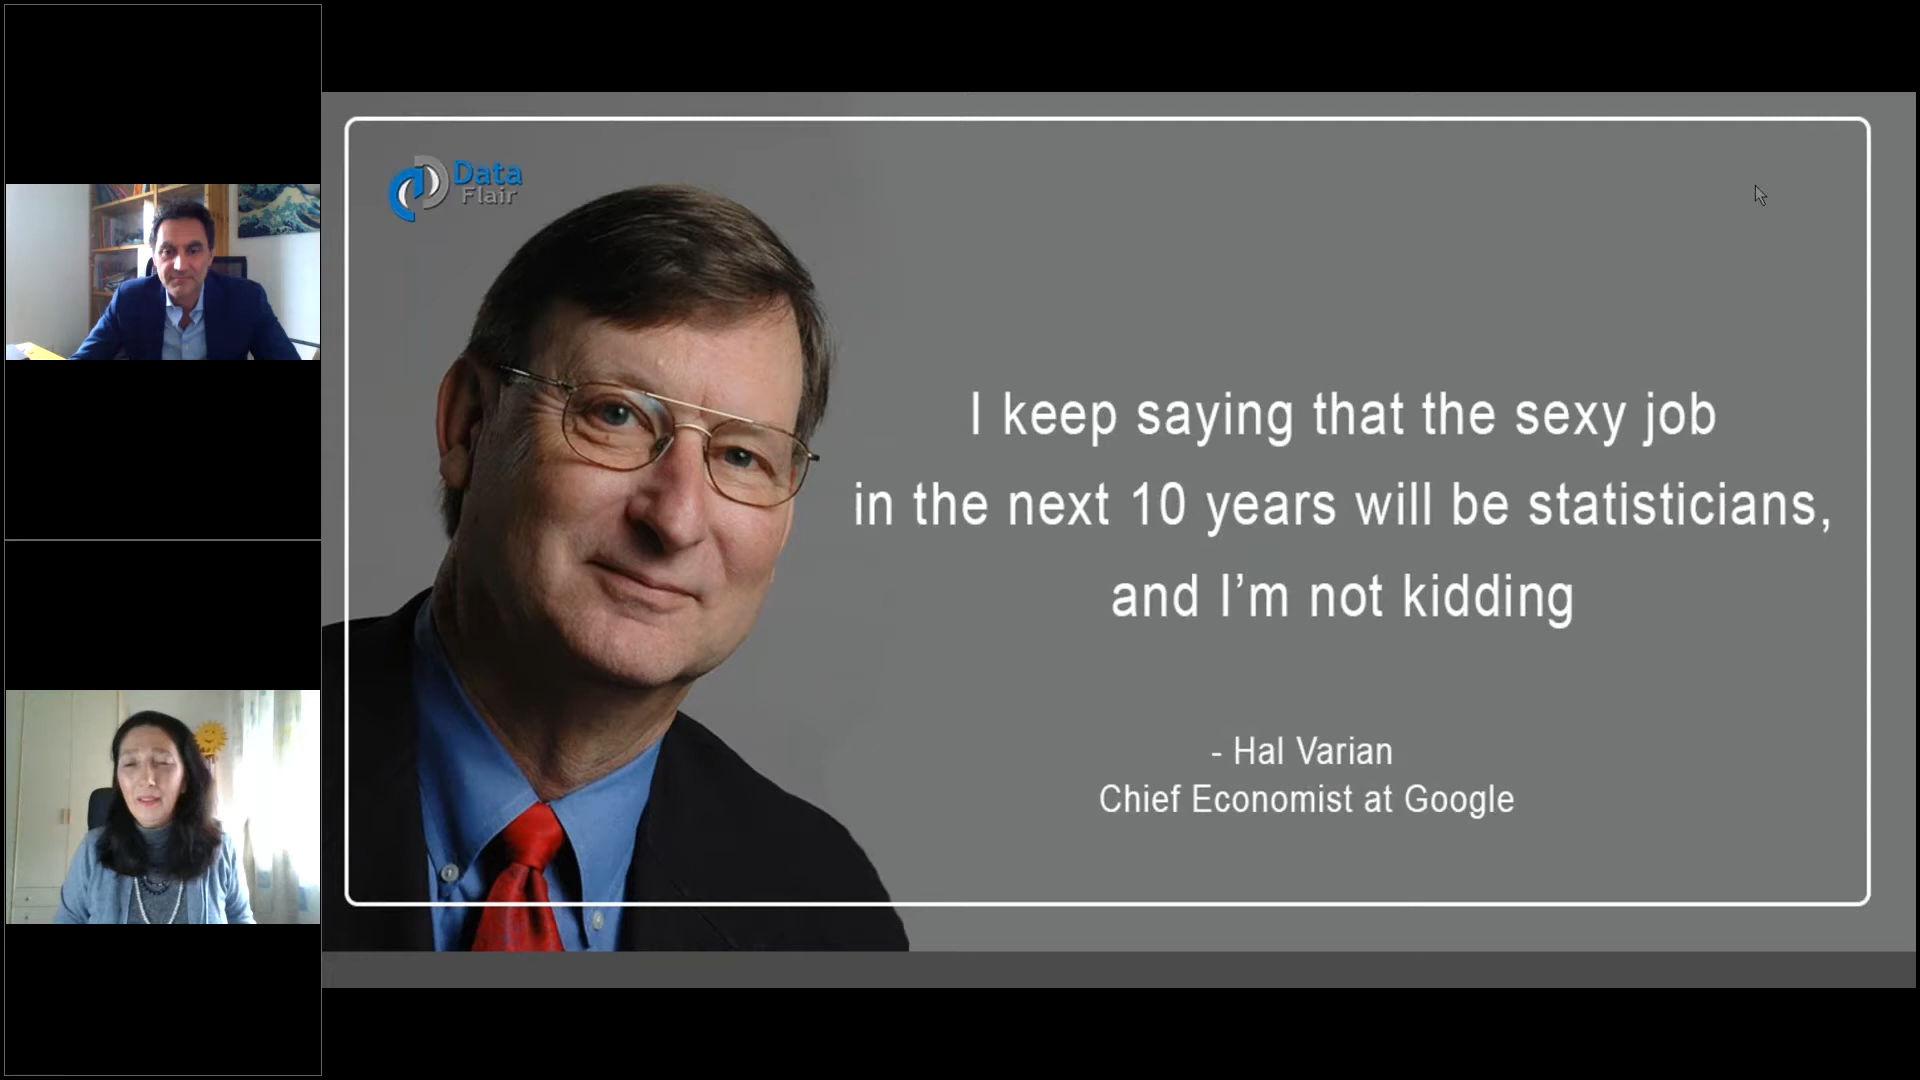 Data
Flair
I keep saying that the sexy job
in the next 10 years will be statisticians,
and I’m not kidding
- Hal Varian
Chief Economist at Google